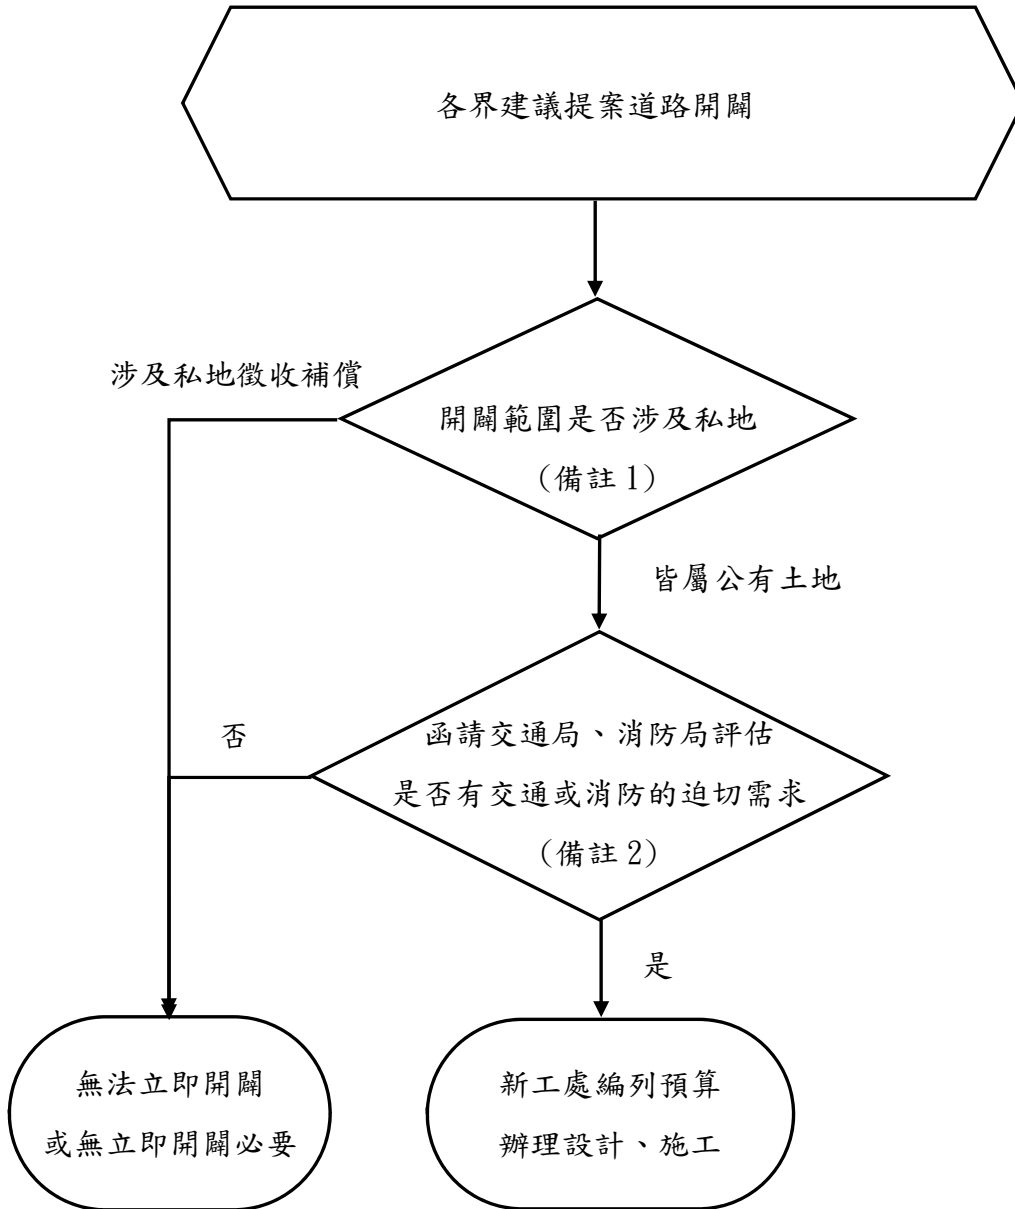 各界建議提案道路開闢
涉及私地徵收補償
開闢範圍是否涉及私地
（備註 1）
皆屬公有土地
否
函請交通局、消防局評估
是否有交通或消防的迫切需求
（備註 2）
是
無法立即開闢
或無立即開闢必要
新工處編列預算
辦理設計、施工